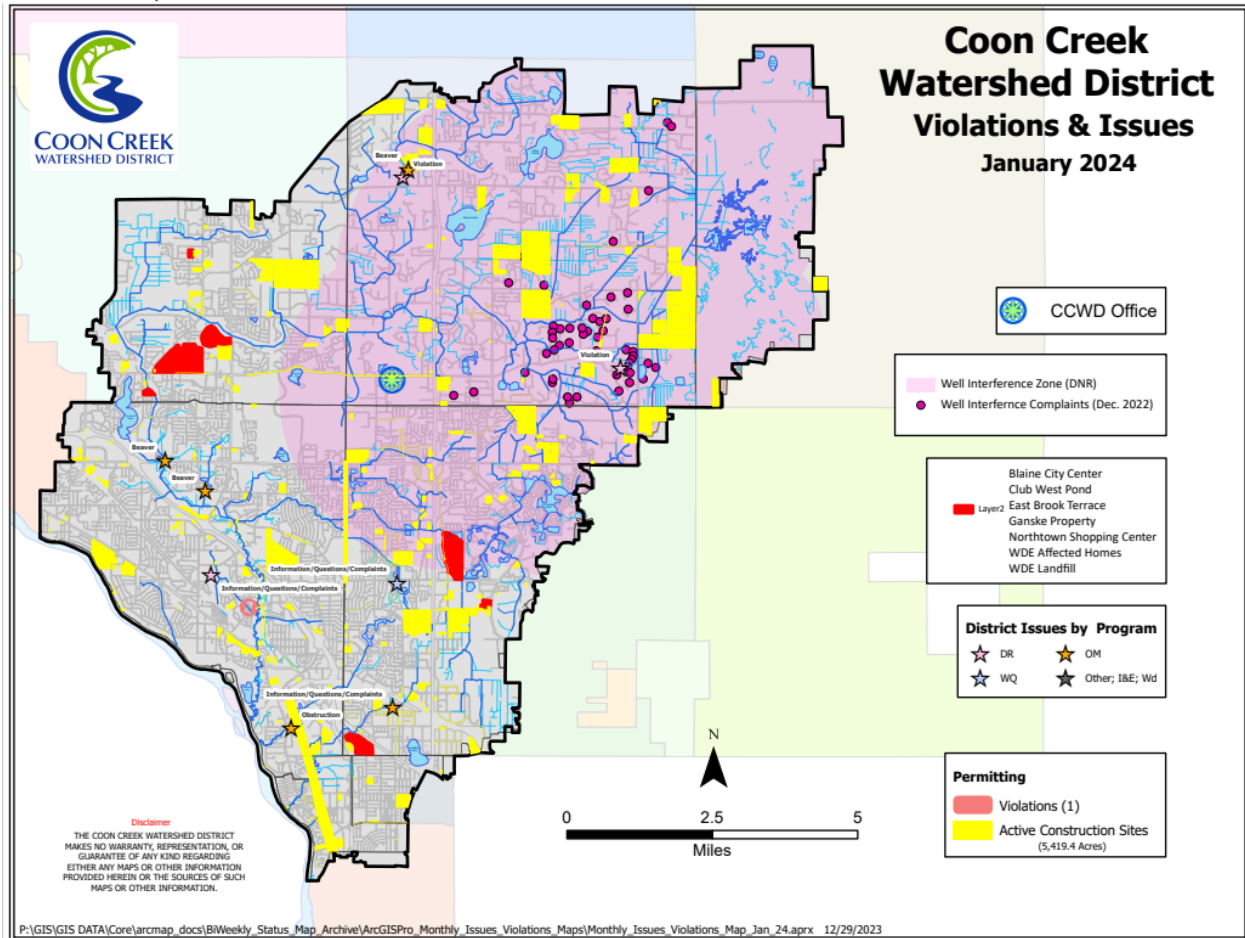 Coon Creek
Watershed District
Violations & Issues
January 2024
COON CREEK
WATERSHED DISTRICT
Beaver
Violation
Violation
Beaver
Beaver
Information/Questions/Complaints
Information/Questions/Complaints
Information/Questions/Complaints
Obstruction
CCWD Office
Well Interference Zone (DNR)
Well Interfernce Complaints (Dec. 2022)
Layer2
Blaine City Center
Club West Pond
East Brook Terrace
Ganske Property
Northtown Shopping Center
WDE Affected Homes
WDE Landfill
District Issues by Program
DR
OM
WQ
Other; I&E; Wd
N
0 2.5 5
Miles
Permitting
Violations (1)
Active Construction Sites
(5,419.4 Acres)
Disclaimer
THE COON CREEK WATERSHED DISTRICT
MAKES NO WARRANTY, REPRESENTATION, OR
GUARANTEE OF ANY KIND REGARDING
EITHER ANY MAPS OR OTHER INFORMATION
PROVIDED HEREIN OR THE SOURCES OF SUCH
MAPS OR OTHER INFORMATION.
P:\GIS\GIS DATA\Core\arcmap_docs\BiWeekly_Status_Map_Archive\ArcGISPro_Monthly_Issues_Violations_Maps\Monthly_Issues_Violations_Map_Jan_24.aprx 12/29/2023